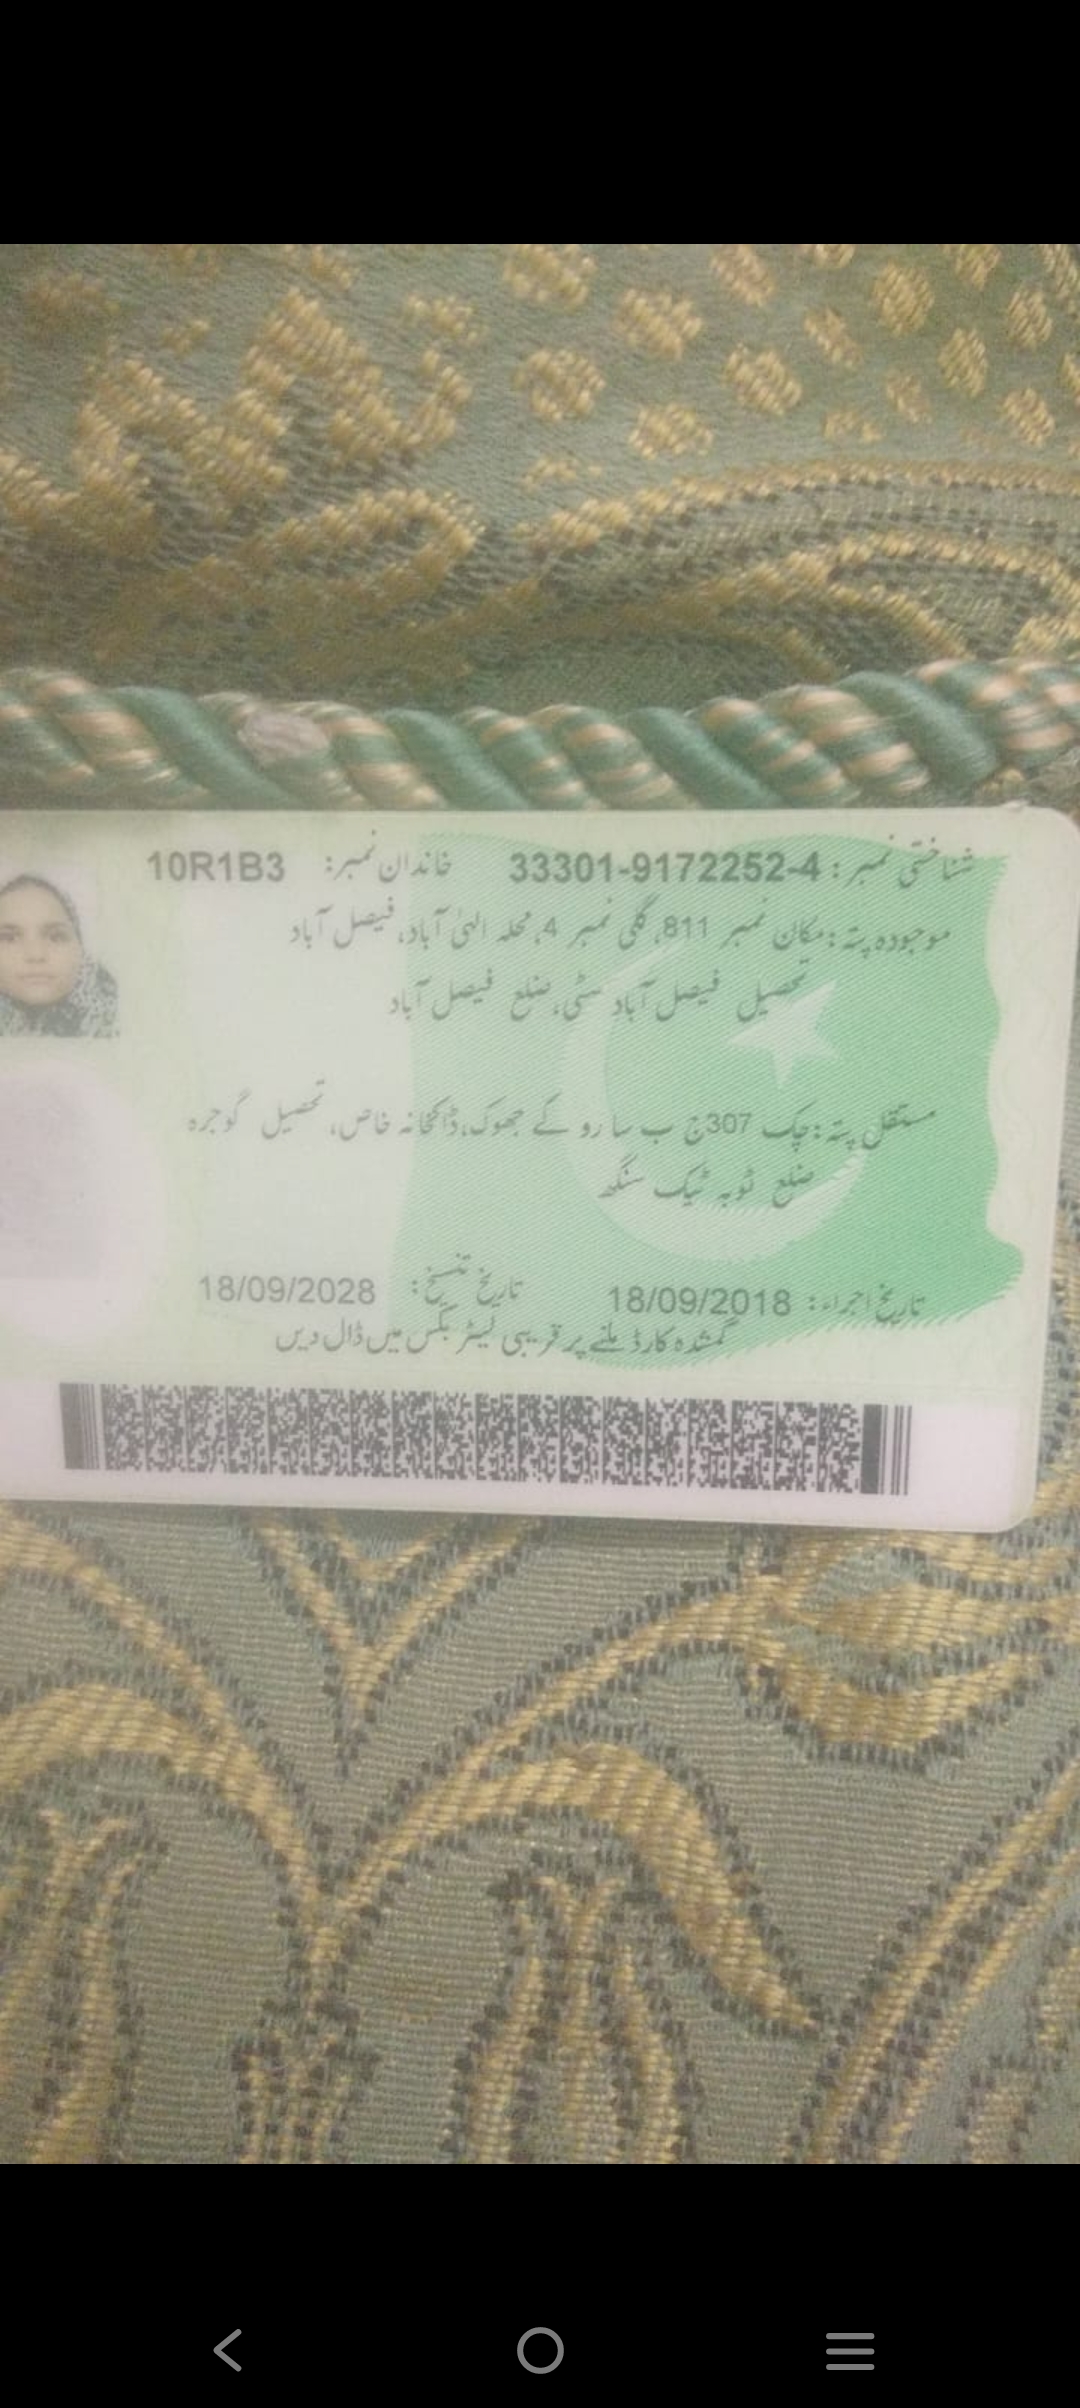 شناختی نمبر: 33301-9172252-4 خاندان نمبر: 10R1B3
موجودہ پتہ: مکان نمبر 811، گلی نمبر 4، محلہ الہیٰ آباد، فیصل آباد
تحصیل فیصل آباد سٹی، ضلع فیصل آباد
مستقل پتہ: چک 307 ج ب سا رو کے جھوک، ڈاکخانہ خاص، تحصیل گوجرہ
ضلع ٹوبہ ٹیک سنگھ
تاریخ اجراء: 18/09/2018 تاریخ تنسیخ: 18/09/2028
گمشدہ کارڈ ملنے پر قریبی لیٹر بکس میں ڈال دیں